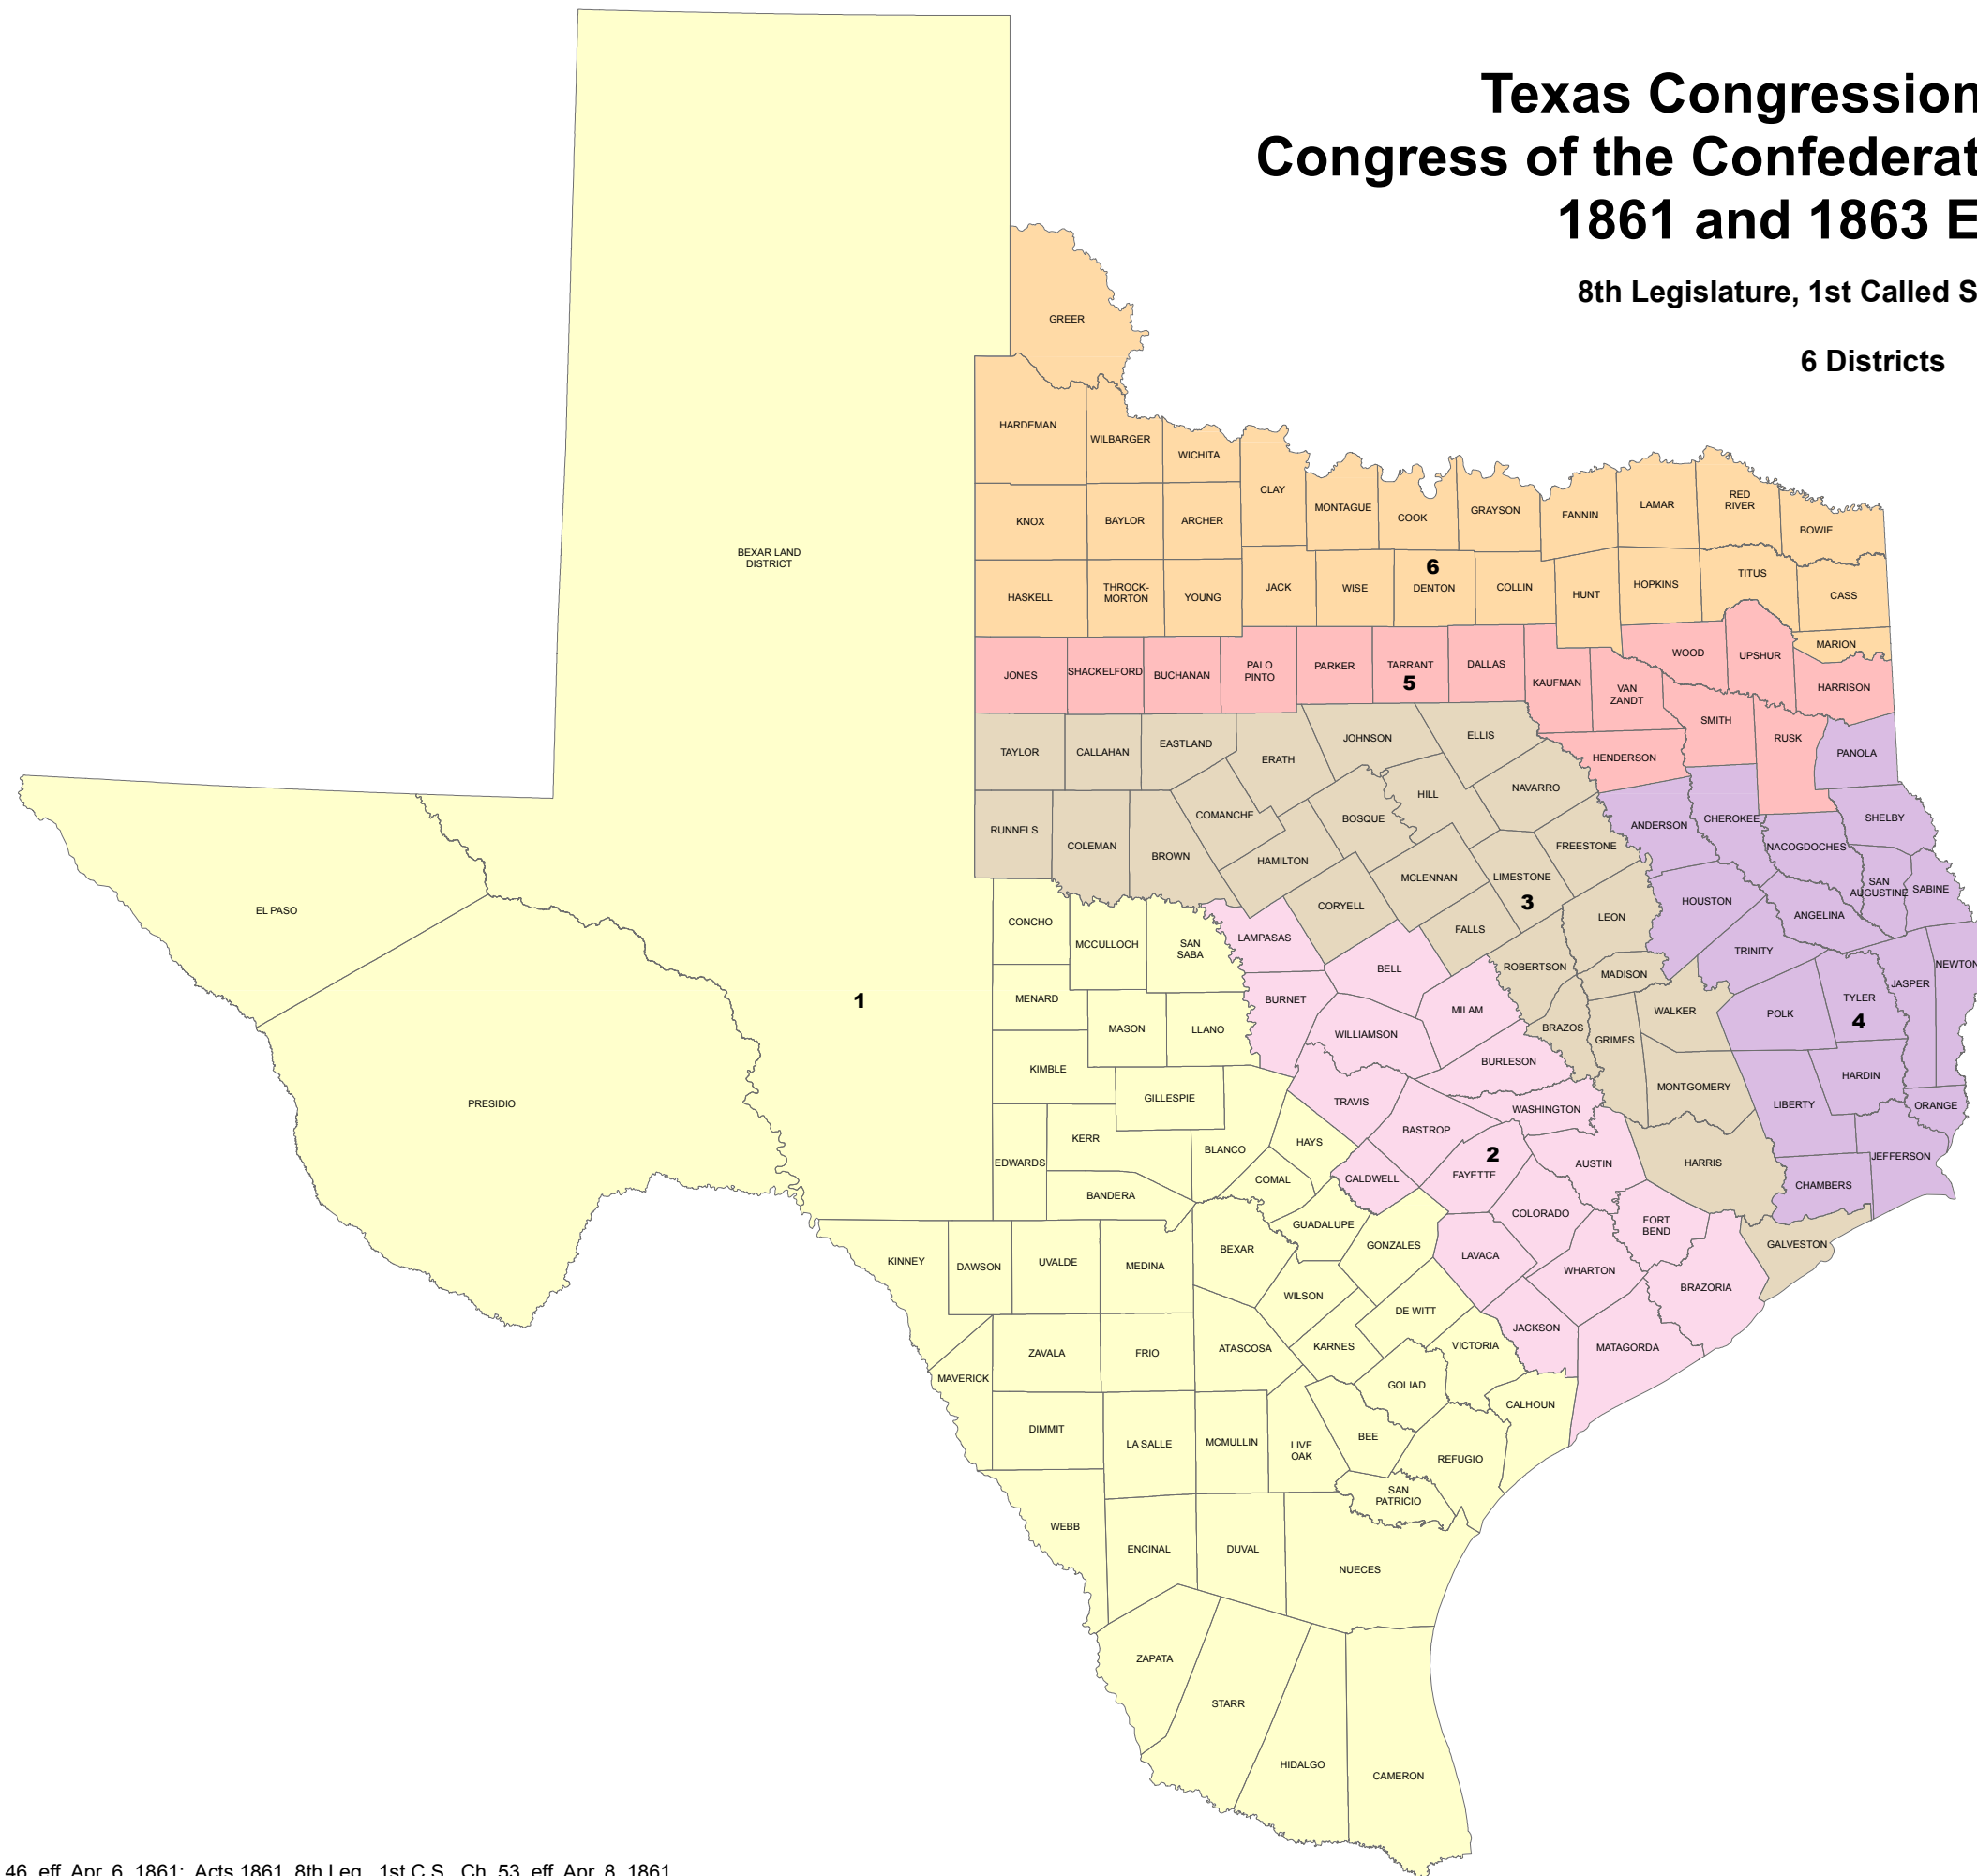 Texas Congression
Congress of the Confederat
1861 and 1863 E
8th Legislature, 1st Called S
6 Districts
GREER
HARDEMAN
WILBARGER
WICHITA
CLAY
MONTAGUE
COOK
GRAYSON
FANNIN
LAMAR
RED
RIVER
BOWIE
KNOX
BAYLOR
ARCHER
BEXAR LAND
DISTRICT
HASKELL
THROCK-
MORTON
YOUNG
JACK
WISE
6
DENTON
COLLIN
HUNT
HOPKINS
TITUS
CASS
MARION
JONES
SHACKELFORD
BUCHANAN
PALO
PINTO
PARKER
TARRANT
5
DALLAS
KAUFMAN
VAN
ZANDT
WOOD
UPSHUR
HARRISON
SMITH
RUSK
HENDERSON
PANOLA
TAYLOR
CALLAHAN
EASTLAND
ERATH
JOHNSON
ELLIS
NAVARRO
HILL
BOSQUE
COMANCHE
RUNNELS
COLEMAN
BROWN
HAMILTON
MCLENNAN
LIMESTONE
3
FREESTONE
ANDERSON
CHEROKEE
NACOGDOCHES
SHELBY
SAN
AUGUSTINE
SABINE
EL PASO
CONCHO
MCCULLOCH
SAN
SABA
LAMPASAS
CORYELL
FALLS
LEON
HOUSTON
ANGELINA
TRINITY
NEWTON
JASPER
TYLER
4
POLK
BELL
ROBERTSON
MADISON
WALKER
1
MENARD
MASON
LLANO
BURNET
WILLIAMSON
MILAM
BRAZOS
GRIMES
BURLESON
MONTGOMERY
HARDIN
LIBERTY
ORANGE
PRESIDIO
KIMBLE
GILLESPIE
TRAVIS
WASHINGTON
BASTROP
EDWARDS
KERR
BLANCO
HAYS
2
FAYETTE
AUSTIN
HARRIS
JEFFERSON
CHAMBERS
BANDERA
COMAL
CALDWELL
COLORADO
FORT
BEND
GALVESTON
GUADALUPE
GONZALES
LAVACA
WHARTON
BRAZORIA
KINNEY
DAWSON
UVALDE
MEDINA
BEXAR
WILSON
DE WITT
JACKSON
MATAGORDA
ZAVALA
FRIO
ATASCOSA
KARNES
VICTORIA
MAVERICK
GOLIAD
CALHOUN
DIMMIT
LA SALLE
MCMULLIN
LIVE
OAK
BEE
REFUGIO
SAN
PATRICIO
WEBB
ENCINAL
DUVAL
NUECES
ZAPATA
STARR
HIDALGO
CAMERON
46, eff. Apr. 6, 1861; Acts 1861, 8th Leg., 1st C.S., Ch. 53, eff. Apr. 8, 1861